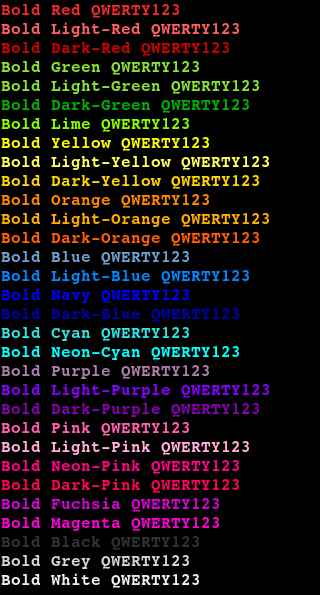 Bold Red QWERTY123
Bold Light-Red QWERTY123
Bold Dark-Red QWERTY123
Bold Green QWERTY123
Bold Light-Green QWERTY123
Bold Dark-Green QWERTY123
Bold Lime QWERTY123
Bold Yellow QWERTY123
Bold Light-Yellow QWERTY123
Bold Dark-Yellow QWERTY123
Bold Orange QWERTY123
Bold Light-Orange QWERTY123
Bold Dark-Orange QWERTY123
Bold Blue QWERTY123
Bold Light-Blue QWERTY123
Bold Navy QWERTY123
Bold Dark-Blue QWERTY123
Bold Cyan QWERTY123
Bold Neon-Cyan QWERTY123
Bold Purple QWERTY123
Bold Light-Purple QWERTY123
Bold Dark-Purple QWERTY123
Bold Pink QWERTY123
Bold Light-Pink QWERTY123
Bold Neon-Pink QWERTY123
Bold Dark-Pink QWERTY123
Bold Fuchsia QWERTY123
Bold Magenta QWERTY123
Bold Black QWERTY123
Bold Grey QWERTY123
Bold White QWERTY123